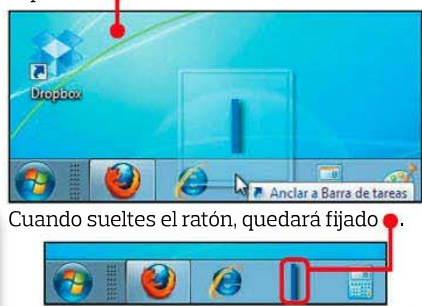 Dropbox
Anclar a Barra de tareas
Cuando sueltes el ratón, quedará fijado .